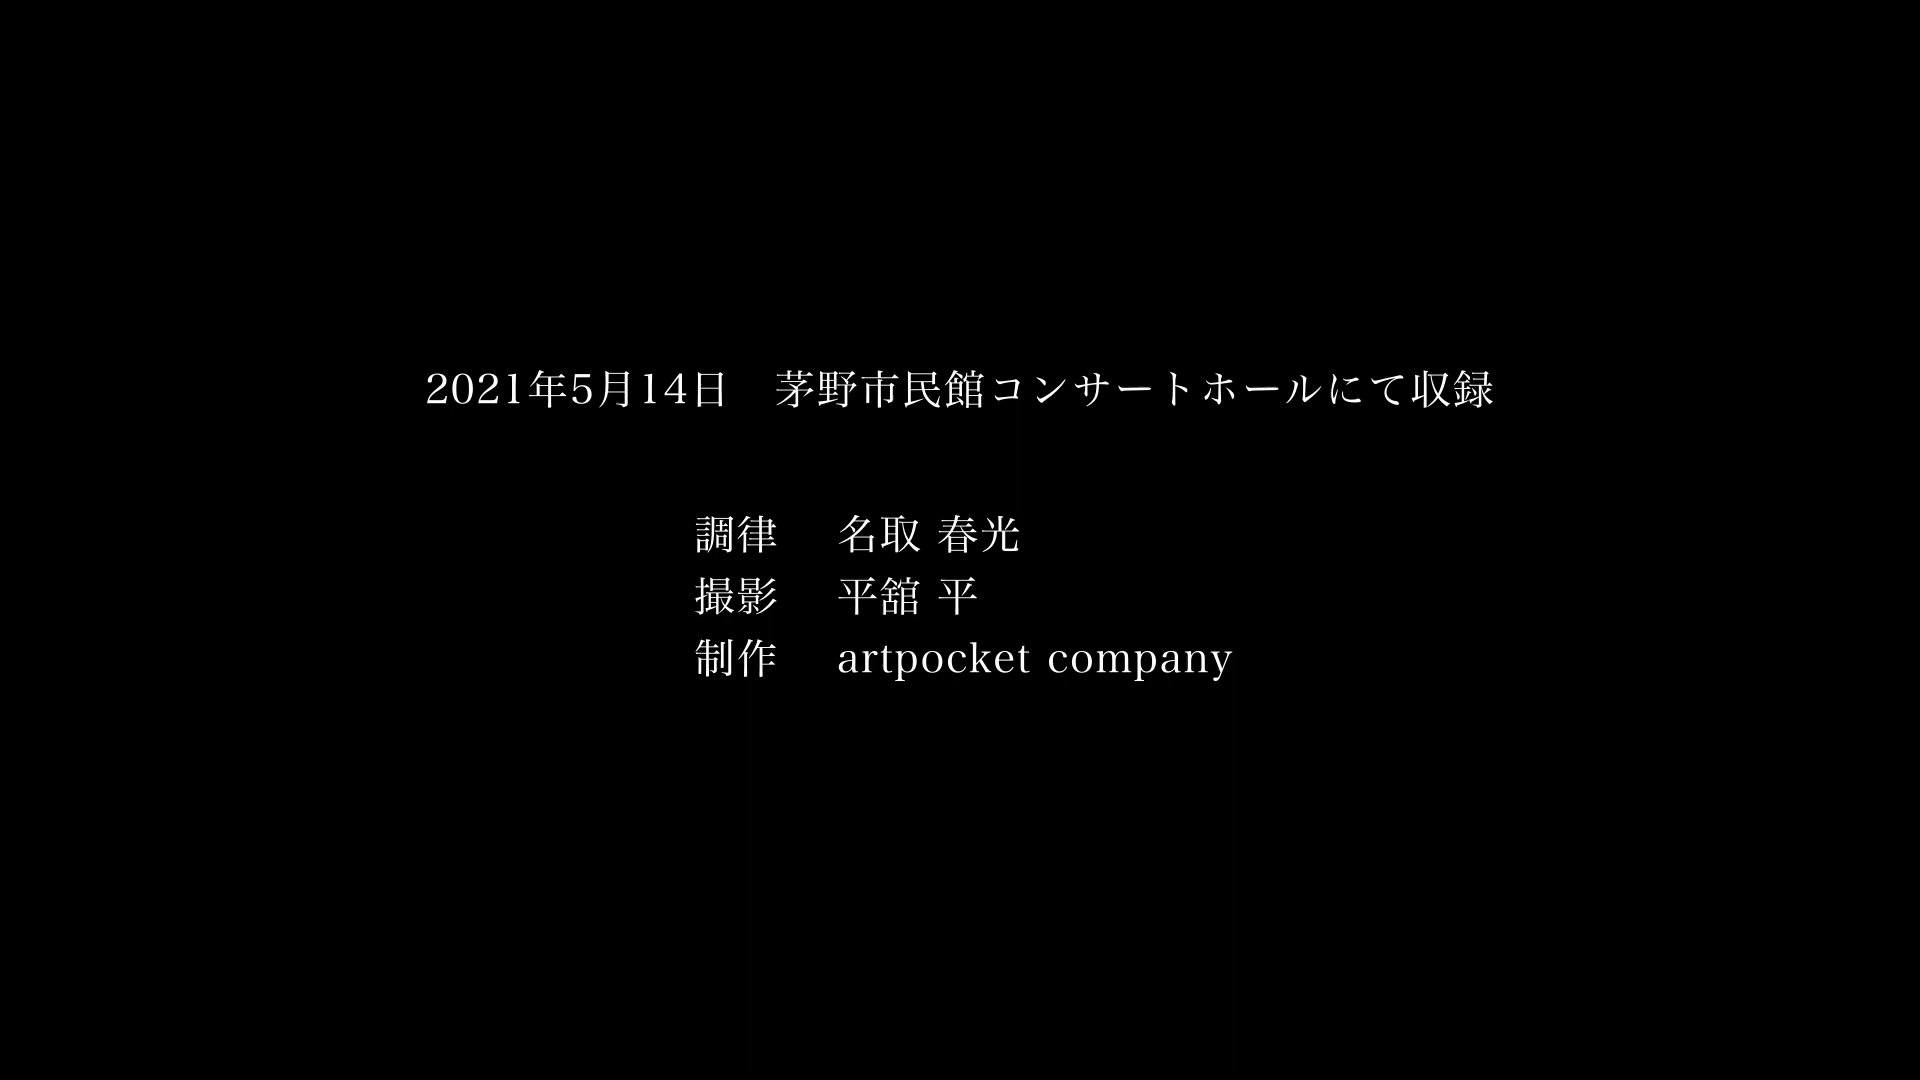 2021年5月14日　茅野市民館コンサートホールにて収録
調律　名取 春光
撮影　平舘 平
制作　artpocket company